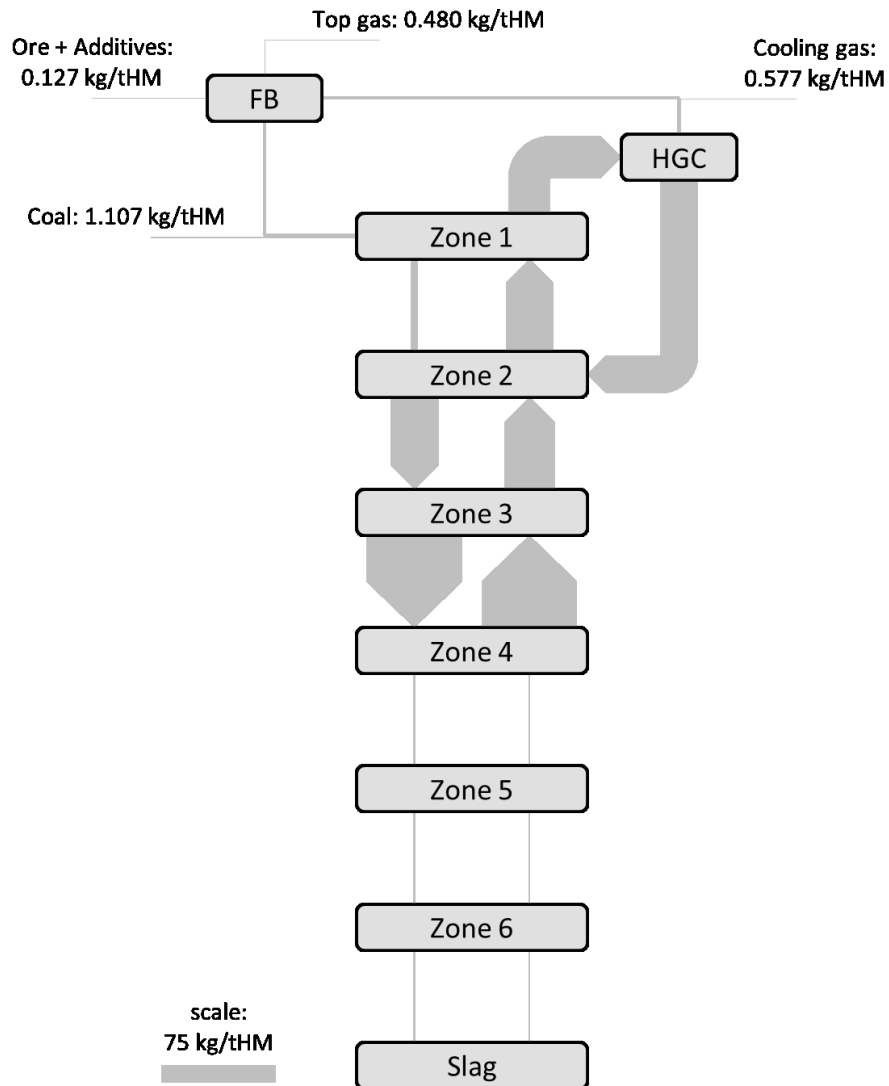 Top gas: 0.480 kg/tHM
Ore + Additives:
0.127 kg/tHM
Cooling gas:
0.577 kg/tHM
FB
HGC
Coal: 1.107 kg/tHM
Zone 1
Zone 2
Zone 3
Zone 4
Zone 5
Zone 6
scale:
75 kg/tHM
Slag